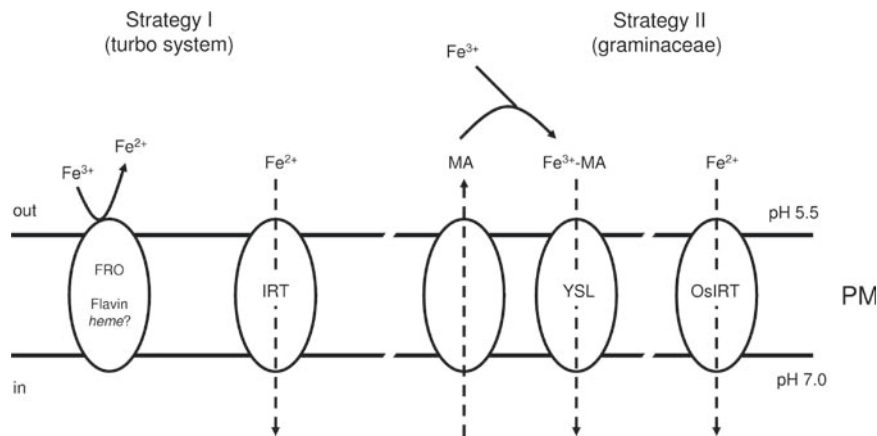 Strategy I
(turbo system)
Strategy II
(graminaceae)
Fe³⁺
Fe²⁺
Fe³⁺
Fe²⁺
MA
Fe³⁺-MA
Fe²⁺
out
pH 5.5
FRO
Flavin
heme?
IRT
YSL
OsIRT
PM
in
pH 7.0